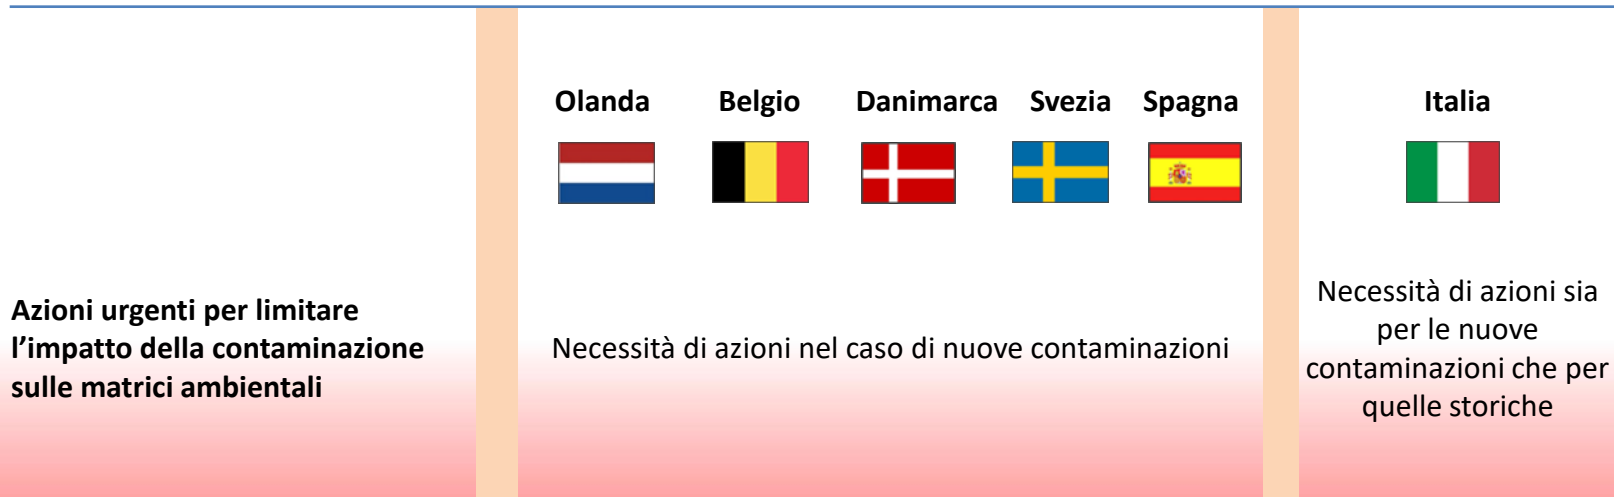 Olanda Belgio Danimarca Svezia Spagna Italia
Azioni urgenti per limitare
l’impatto della contaminazione
sulle matrici ambientali
Necessità di azioni nel caso di nuove contaminazioni
Necessità di azioni sia
per le nuove
contaminazioni che per
quelle storiche